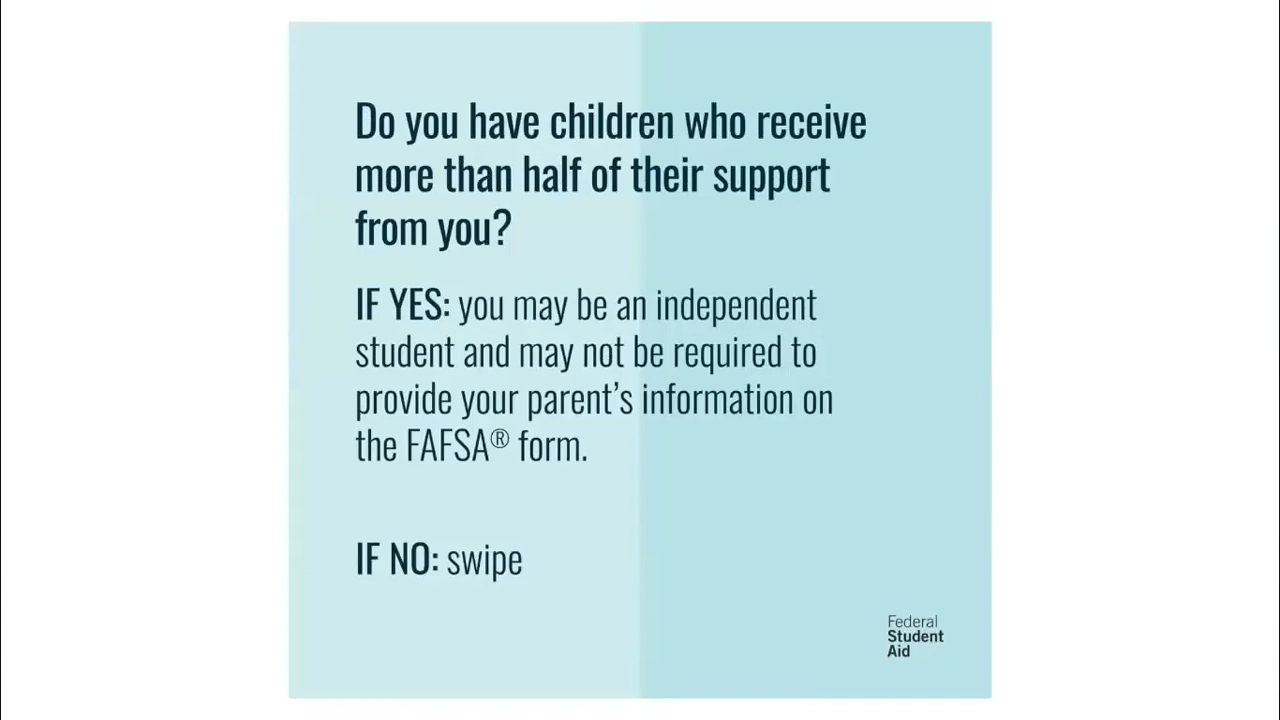 Do you have children who receive
more than half of their support
from you?
IF YES: you may be an independent
student and may not be required to
provide your parent’s information on
the FAFSA® form.
IF NO: swipe
Federal
Student
Aid